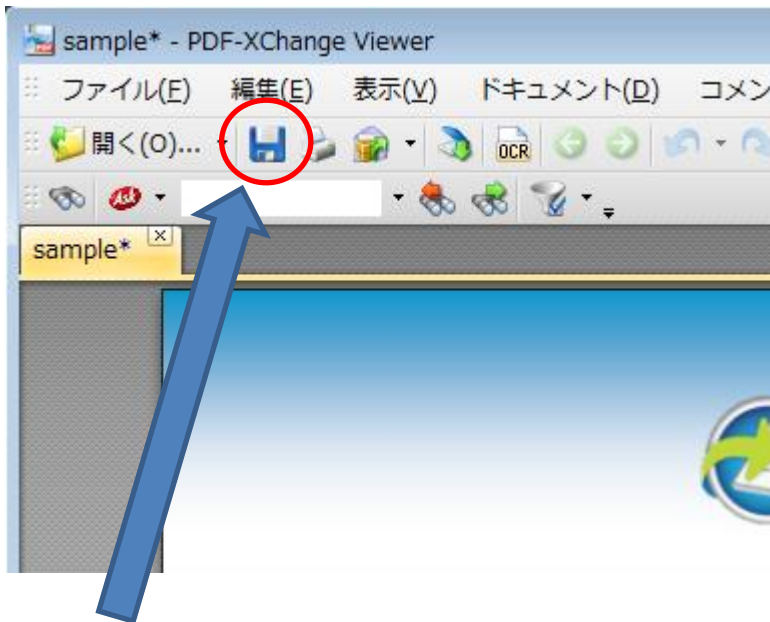 sample* - PDF-XChange Viewer
ファイル(F) 編集(E) 表示(V) ドキュメント(D) コメン
開く(O)... OCR
Ask
sample*